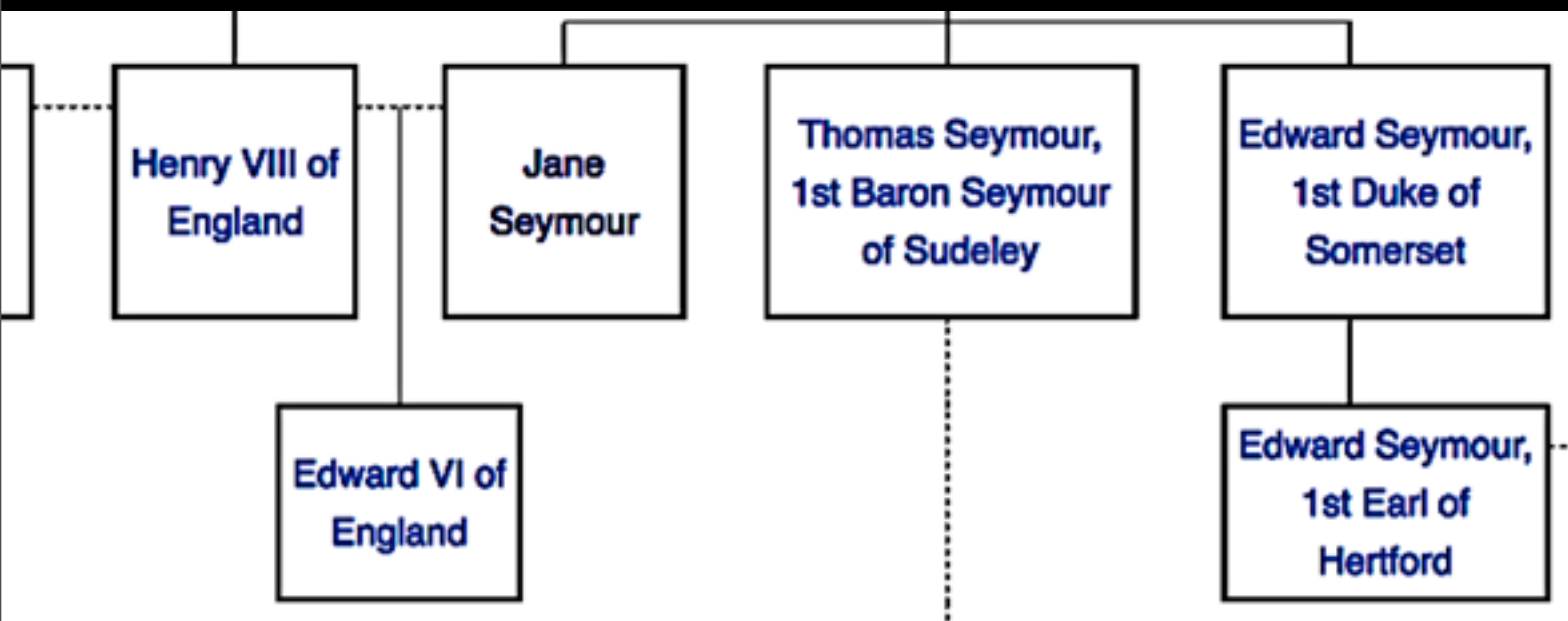 Henry VIII of
England
Jane
Seymour
Thomas Seymour,
1st Baron Seymour
of Sudeley
Edward Seymour,
1st Duke of
Somerset
Edward VI of
England
Edward Seymour,
1st Earl of
Hertford